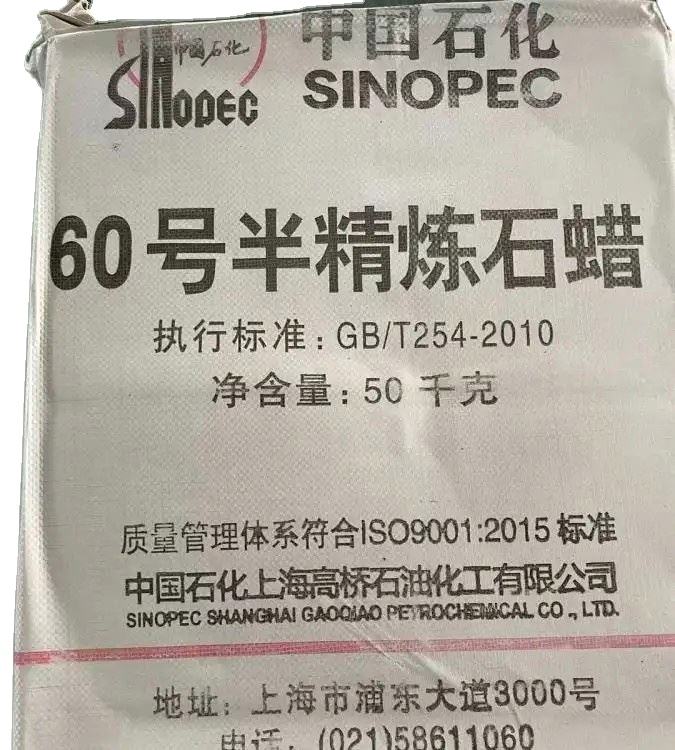 中国石化
SINOPEC
中国石化
SINOPEC
60号半精炼石蜡
执行标准：GB/T254-2010
净含量：50 千克
质量管理体系符合ISO9001:2015 标准
中国石化上海高桥石油化工有限公司
SINOPEC SHANGHAI GAOQIAO PETROCHEMICAL CO., LTD.
地址：上海市浦东大道3000号
电话：(021)58611060